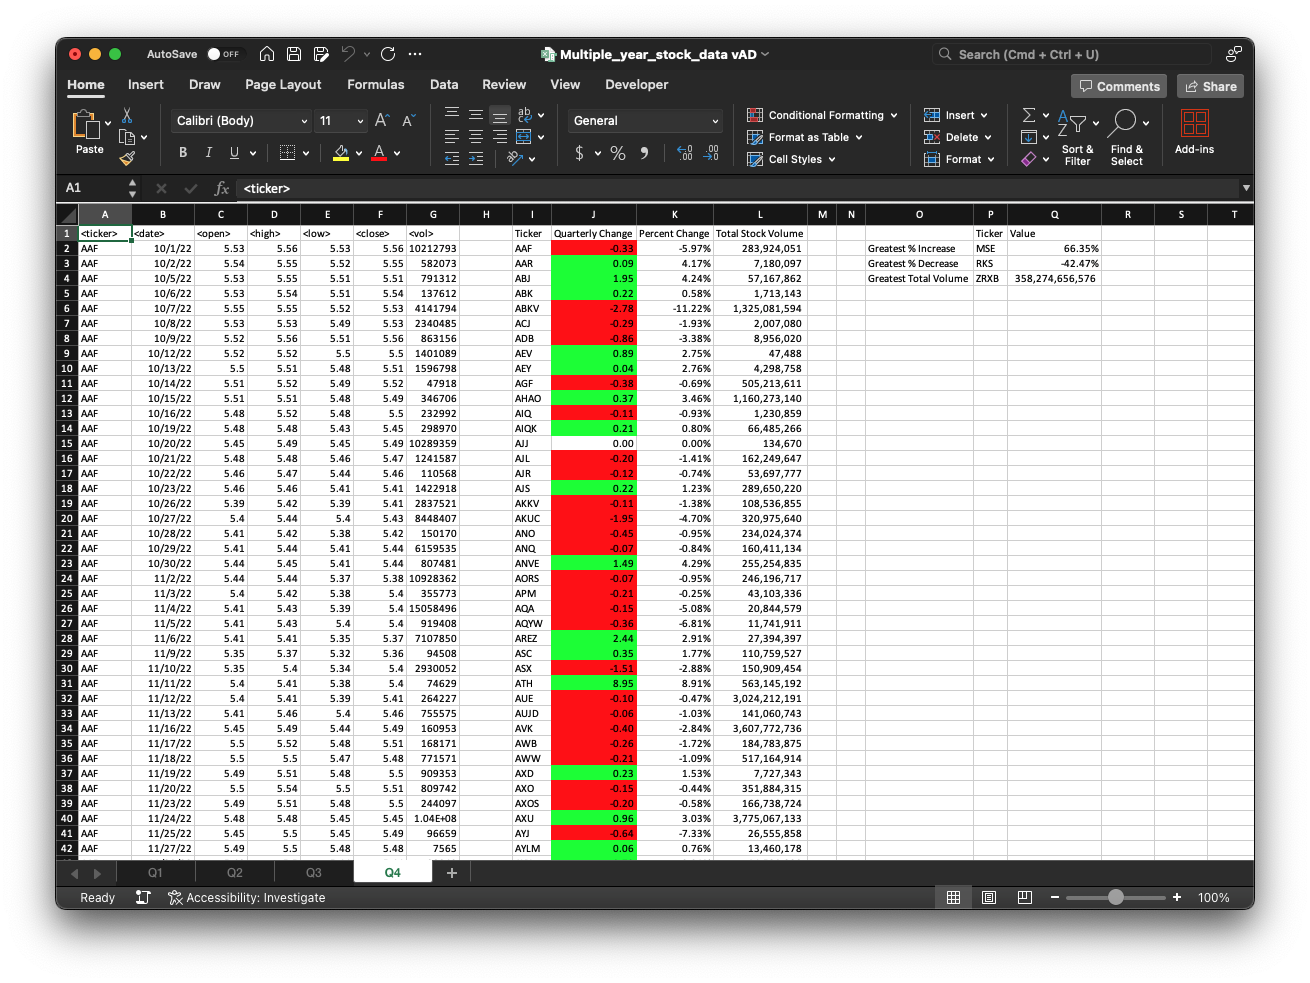 AutoSave OFF Multiple_year_stock_data vAD Search (Cmd + Ctrl + U)
Home Insert Draw Page Layout Formulas Data Review View Developer Comments Share
Paste Calibri (Body) 11 A A ab General Conditional Formatting Insert
B I U A $ % Format as Table Delete
Cell Styles Format
Sort & Filter Find & Select Add-ins
A1 fx <ticker>
A B C D E F G H I J K L M N O P Q R S T
1 <ticker> <date> <open> <high> <low> <close> <vol> Ticker Quarterly Change Percent Change Total Stock Volume Ticker Value
2 AAF 10/1/22 5.53 5.56 5.53 5.56 10212793 AAF -0.33 -5.97% 283,924,051 Greatest % Increase MSE 66.35%
3 AAF 10/2/22 5.54 5.55 5.52 5.55 582073 AAR 0.09 4.17% 7,180,097 Greatest % Decrease RKS -42.47%
4 AAF 10/5/22 5.53 5.55 5.51 5.51 791312 ABJ 1.95 4.24% 57,167,862 Greatest Total Volume ZRXB 358,274,656,576
5 AAF 10/6/22 5.53 5.54 5.51 5.54 137612 ABK 0.22 0.58% 1,713,143
6 AAF 10/7/22 5.55 5.55 5.52 5.53 4141794 ABKV -2.78 -11.22% 1,325,081,594
7 AAF 10/8/22 5.53 5.53 5.49 5.53 2340485 ACJ -0.29 -1.93% 2,007,080
8 AAF 10/9/22 5.52 5.56 5.51 5.56 863156 ADB -0.86 -3.38% 8,956,020
9 AAF 10/12/22 5.52 5.52 5.5 5.5 1401089 AEV 0.89 2.75% 47,488
10 AAF 10/13/22 5.5 5.51 5.48 5.51 1596798 AEY 0.04 2.76% 4,298,758
11 AAF 10/14/22 5.51 5.52 5.49 5.52 47918 AGF -0.38 -0.69% 505,213,611
12 AAF 10/15/22 5.51 5.51 5.48 5.49 346706 AHAO 0.37 3.46% 1,160,273,140
13 AAF 10/16/22 5.48 5.52 5.48 5.5 232992 AIQ -0.11 -0.93% 1,230,859
14 AAF 10/19/22 5.48 5.48 5.43 5.45 298970 AIQK 0.21 0.80% 66,485,266
15 AAF 10/20/22 5.45 5.49 5.45 5.49 10289359 AJJ 0.00 0.00% 134,670
16 AAF 10/21/22 5.48 5.48 5.46 5.47 1241587 AJL -0.20 -1.41% 162,249,647
17 AAF 10/22/22 5.46 5.47 5.44 5.46 110568 AJR -0.12 -0.74% 53,697,777
18 AAF 10/23/22 5.46 5.46 5.41 5.41 1422918 AJS 0.22 1.23% 289,650,220
19 AAF 10/26/22 5.39 5.42 5.39 5.41 2837521 AKKV -0.11 -1.38% 108,536,855
20 AAF 10/27/22 5.4 5.44 5.4 5.43 8448407 AKUC -1.95 -4.70% 320,975,640
21 AAF 10/28/22 5.41 5.42 5.38 5.42 150170 ANO -0.45 -0.95% 234,024,374
22 AAF 10/29/22 5.41 5.44 5.41 5.44 6159535 ANQ -0.07 -0.84% 160,411,134
23 AAF 10/30/22 5.44 5.45 5.41 5.44 807481 ANVE 1.49 4.29% 255,254,835
24 AAF 11/2/22 5.44 5.44 5.37 5.38 10928362 AORS -0.07 -0.95% 246,196,717
25 AAF 11/3/22 5.4 5.42 5.38 5.4 355773 APM -0.21 -0.25% 43,103,336
26 AAF 11/4/22 5.41 5.43 5.39 5.4 15058496 AQA -0.15 -5.08% 20,844,579
27 AAF 11/5/22 5.41 5.43 5.4 5.4 919408 AQYW -0.36 -6.81% 11,741,911
28 AAF 11/6/22 5.41 5.41 5.35 5.37 7107850 AREZ 2.44 2.91% 27,394,397
29 AAF 11/9/22 5.35 5.37 5.32 5.36 94508 ASC 0.35 1.77% 110,759,527
30 AAF 11/10/22 5.35 5.4 5.34 5.4 2930052 ASX -1.51 -2.88% 150,909,454
31 AAF 11/11/22 5.4 5.41 5.38 5.4 74629 ATH 8.95 8.91% 563,145,192
32 AAF 11/12/22 5.4 5.41 5.39 5.41 264227 AUE -0.10 -0.47% 3,024,212,191
33 AAF 11/13/22 5.41 5.46 5.4 5.46 755575 AUJD -0.06 -1.03% 141,060,743
34 AAF 11/16/22 5.45 5.49 5.44 5.49 160953 AVK -0.40 -2.84% 3,607,772,736
35 AAF 11/17/22 5.5 5.52 5.48 5.51 168171 AWB -0.26 -1.72% 184,783,875
36 AAF 11/18/22 5.5 5.5 5.47 5.48 771571 AWW -0.21 -1.09% 517,164,914
37 AAF 11/19/22 5.49 5.51 5.48 5.5 909353 AXD 0.23 1.53% 7,727,343
38 AAF 11/20/22 5.5 5.54 5.5 5.51 809742 AXO -0.15 -0.44% 351,884,315
39 AAF 11/23/22 5.49 5.51 5.48 5.5 244097 AXOS -0.20 -0.58% 166,738,724
40 AAF 11/24/22 5.48 5.48 5.45 5.45 1.04E+08 AXU 0.96 3.03% 3,775,067,133
41 AAF 11/25/22 5.45 5.5 5.45 5.49 96659 AYJ -0.64 -7.33% 26,555,858
42 AAF 11/27/22 5.49 5.5 5.48 5.48 7565 AYLM 0.06 0.76% 13,460,178
Q1 Q2 Q3 Q4
Ready Accessibility: Investigate 100%